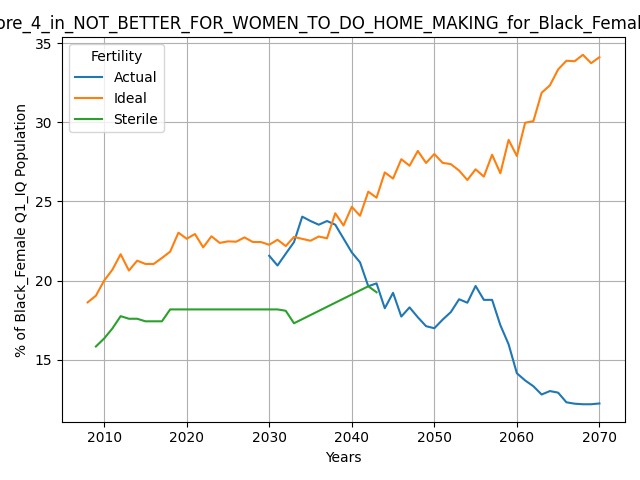 ore_4_in_NOT_BETTER_FOR_WOMEN_TO_DO_HOME_MAKING_for_Black_Femal
Fertility
Actual
Ideal
Sterile
% of Black_Female Q1_IQ Population
35
30
25
20
15
2010 2020 2030 2040 2050 2060 2070
Years